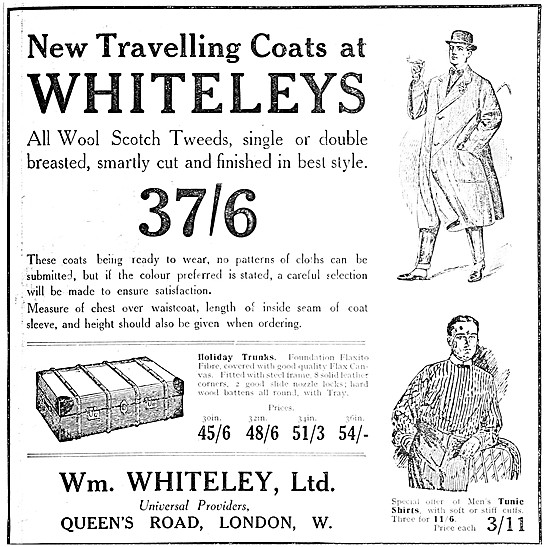 New Travelling Coats at
WHITELEYS
All Wool Scotch Tweeds, single or double
breasted, smartly cut and finished in best style.
37/6
These coats being ready to wear, no patterns of cloths can be
submitted, but if the colour preferred is stated, a careful selection
will be made to ensure satisfaction.
Measure of chest over waistcoat, length of inside seam of coat
sleeve, and height should also be given when ordering.
Holiday Trunks. Foundation Flaxito
Fibre, covered with good quality Flax Can-
vas. Fitted with steel frame, 8 solid leather
corners, 2 good slide nozzle locks; hard
wood battens all round, with Tray.
Prices.
30in. 32in. 34in. 36in.
45/6 48/6 51/3 54/-
Wm. WHITELEY, Ltd.
Universal Providers,
QUEEN'S ROAD, LONDON, W.
Special offer of Men's Tunic
Shirts, with soft or stiff cuffs.
Three for 11/6.
Price each 3/11